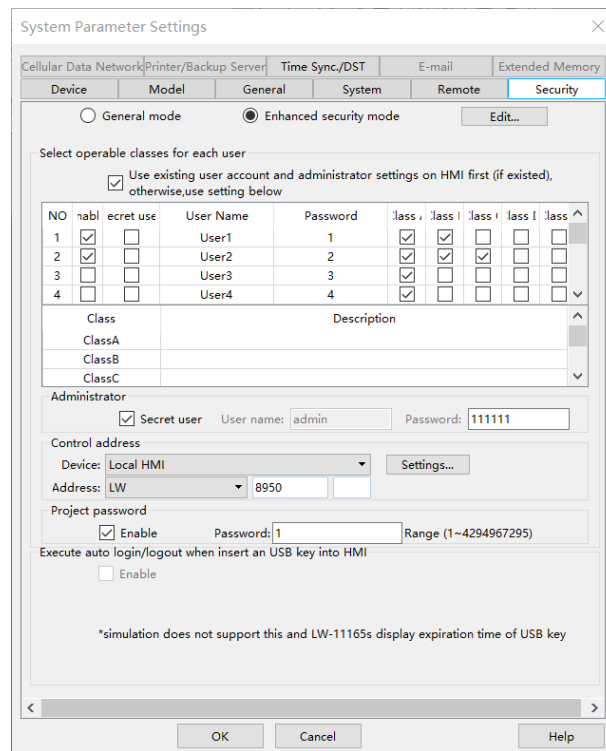 System Parameter Settings
Cellular Data Network Printer/Backup Server Time Sync./DST E-mail Extended Memory
Device Model General System Remote Security
General mode Enhanced security mode Edit...
Select operable classes for each user
Use existing user account and administrator settings on HMI first (if existed),
otherwise,use setting below
NO nabl ecret use User Name Password Class
1 User1 1
2 User2 2
3 User3 3
4 User4 4
Class Description
ClassA
ClassB
ClassC
Administrator
Secret user User name: admin Password: 111111
Control address
Device: Local HMI Settings...
Address: LW 8950
Project password
Enable Password: 1 Range (1~4294967295)
Execute auto login/logout when insert an USB key into HMI
Enable
*simulation does not support this and LW-11165s display expiration time of USB key
OK Cancel Help